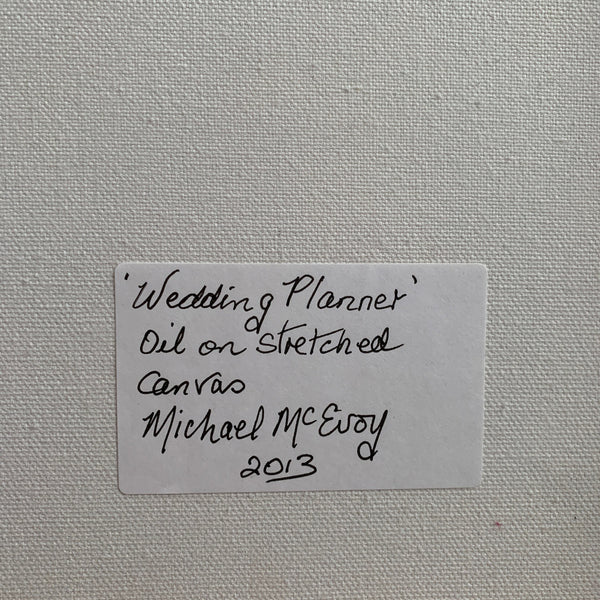 'Wedding Planner'
Oil on stretched
Canvas
Michael McEvoy
2013